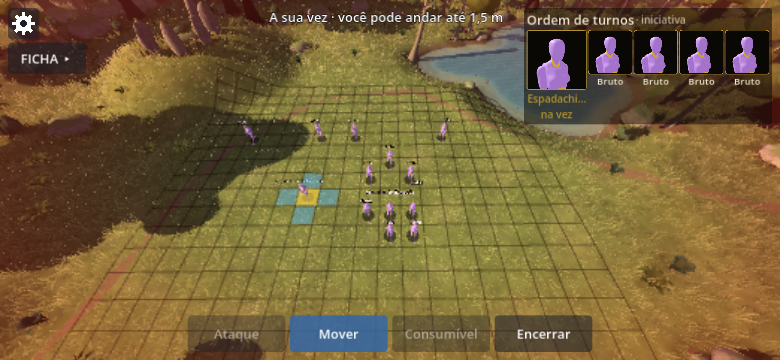 A sua vez · você pode andar até 1,5 m
Ordem de turnos · iniciativa
FICHA ▸
Bruto
Bruto
Bruto
Bruto
Espadachi...
na vez
Ataque
Mover
Consumível
Encerrar